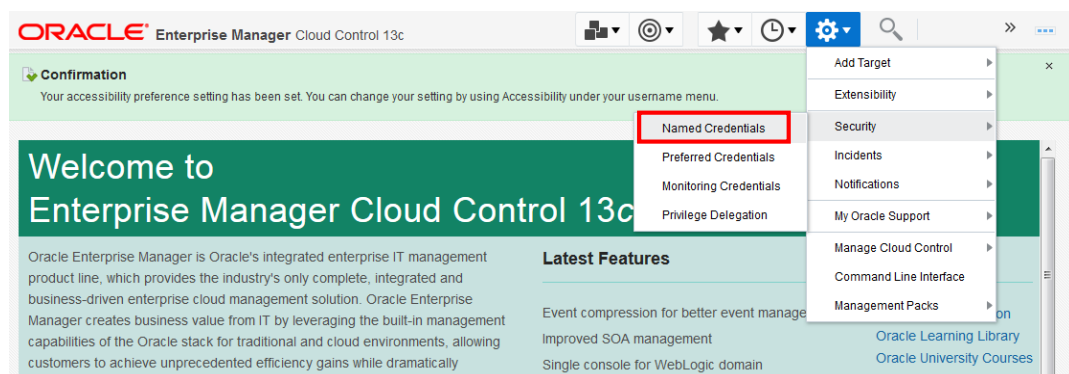 ORACLE® Enterprise Manager Cloud Control 13c
Confirmation
Your accessibility preference setting has been set. You can change your setting by using Accessibility under your username menu.
Add Target
Extensibility
Security
Incidents
Notifications
My Oracle Support
Manage Cloud Control
Command Line Interface
Management Packs
Named Credentials
Preferred Credentials
Monitoring Credentials
Privilege Delegation
Welcome to
Enterprise Manager Cloud Control 13c
Oracle Enterprise Manager is Oracle's integrated enterprise IT management
product line, which provides the industry's only complete, integrated and
business-driven enterprise cloud management solution. Oracle Enterprise
Manager creates business value from IT by leveraging the built-in management
capabilities of the Oracle stack for traditional and cloud environments, allowing
customers to achieve unprecedented efficiency gains while dramatically
Latest Features
Event compression for better event manage
Improved SOA management
Single console for WebLogic domain
on
Oracle Learning Library
Oracle University Courses